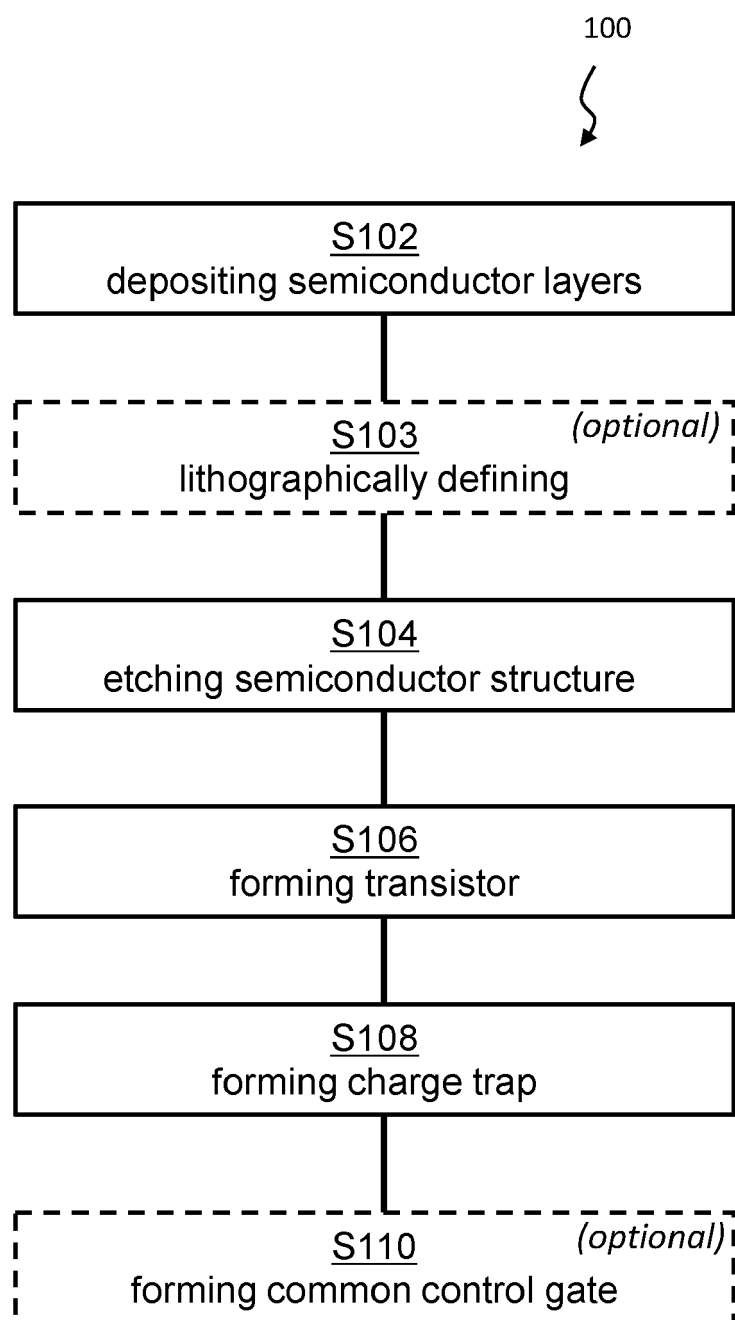 100
S102
depositing semiconductor layers
(optional)
S103
lithographically defining
S104
etching semiconductor structure
S106
forming transistor
S108
forming charge trap
(optional)
S110
forming common control gate